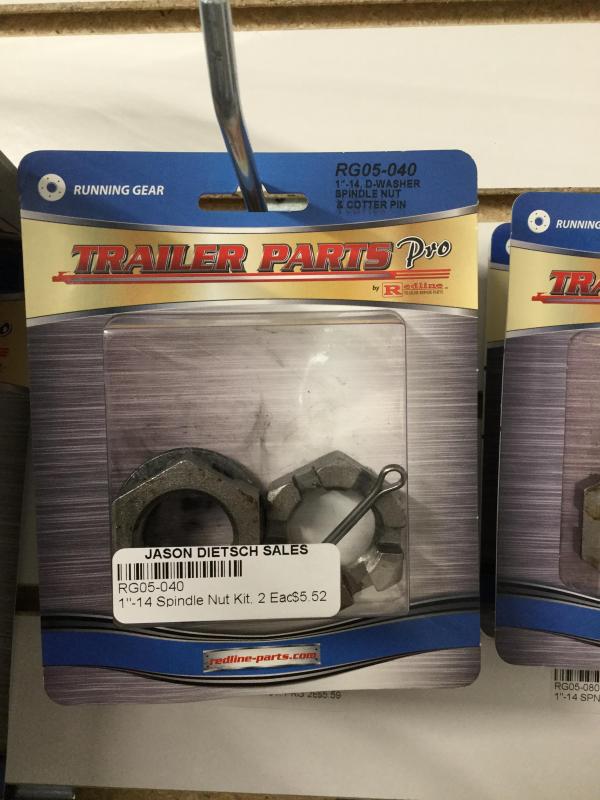 RG05-040
1"-14, D-WASHER
SPINDLE NUT
& COTTER PIN
RUNNING GEAR
TRAILER PARTS Pro
by Redline
JASON DIETSCH SALES
RG05-040
1"-14 Spindle Nut Kit. 2 Eac$5.52
redline-parts.com
RUNNING
TRA
RG05-080
1"-14 SPN